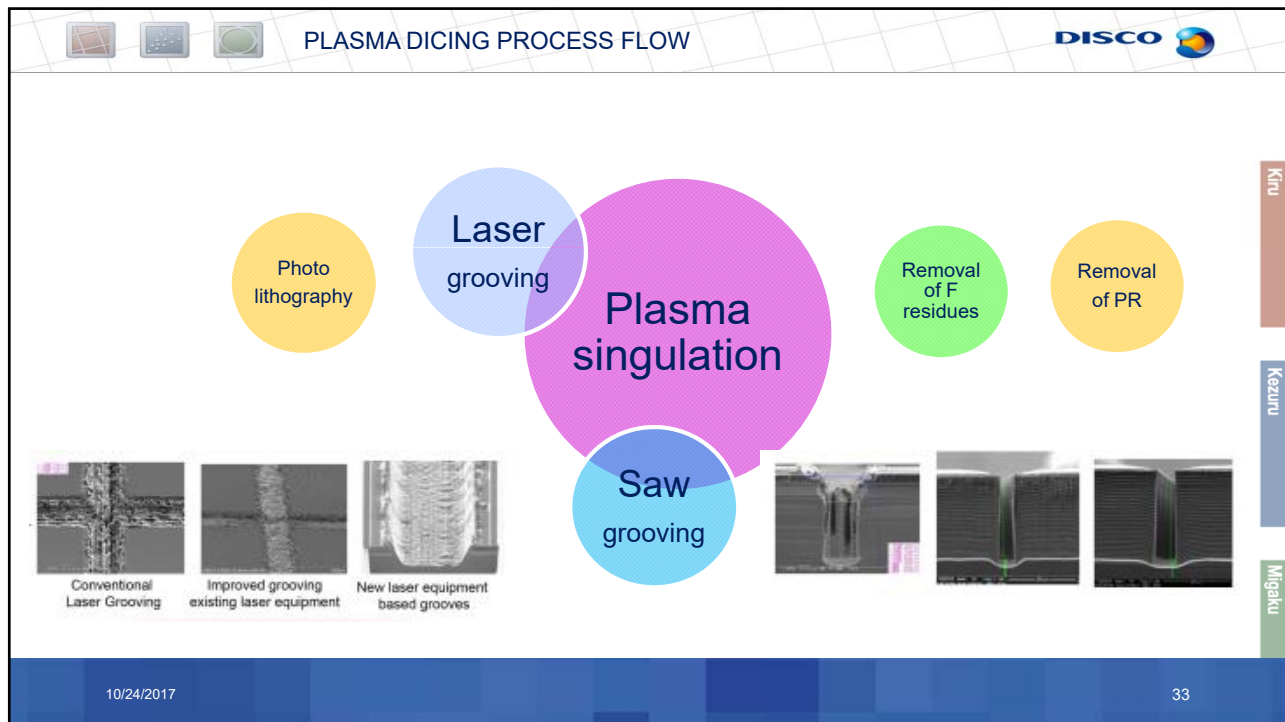 PLASMA DICING PROCESS FLOW
DISCO
Photo
lithography
Laser
grooving
Plasma
singulation
Saw
grooving
Removal
of F
residues
Removal
of PR
Conventional
Laser Grooving
Improved grooving
existing laser equipment
New laser equipment
based grooves
Kiru
Kezuru
Migaku
10/24/2017
33